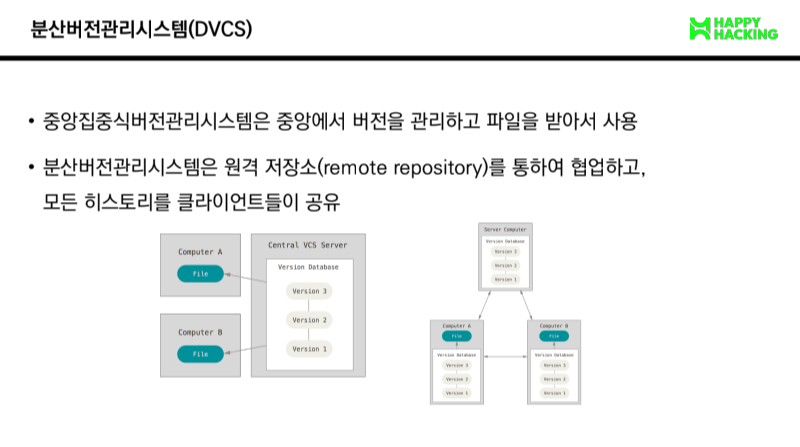 분산버전관리시스템(DVCS)
HAPPY
HACKING
• 중앙집중식버전관리시스템은 중앙에서 버전을 관리하고 파일을 받아서 사용
• 분산버전관리시스템은 원격 저장소(remote repository)를 통하여 협업하고,
모든 히스토리를 클라이언트들이 공유
Computer A
File
Computer B
File
Central VCS Server
Version Database
Version 3
Version 2
Version 1
Server Computer
Version Database
Version 3
Version 2
Version 1
Computer A
File
Version Database
Version 3
Version 2
Version 1
Computer B
File
Version Database
Version 3
Version 2
Version 1